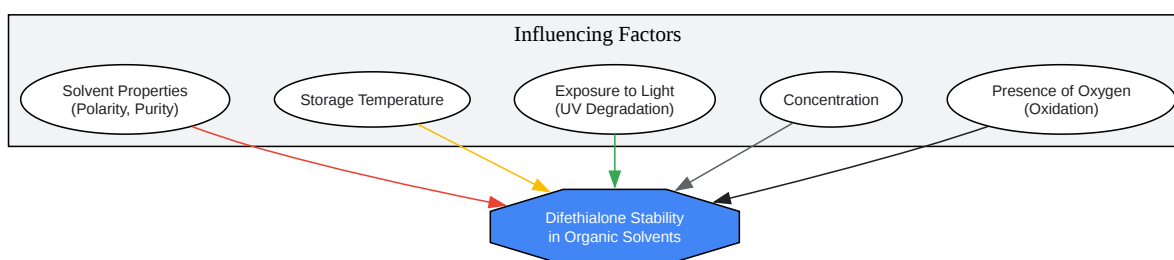 Influencing Factors
Solvent Properties
(Polarity, Purity)
Storage Temperature
Exposure to Light
(UV Degradation)
Concentration
Presence of Oxygen
(Oxidation)
Difethialone Stability
in Organic Solvents